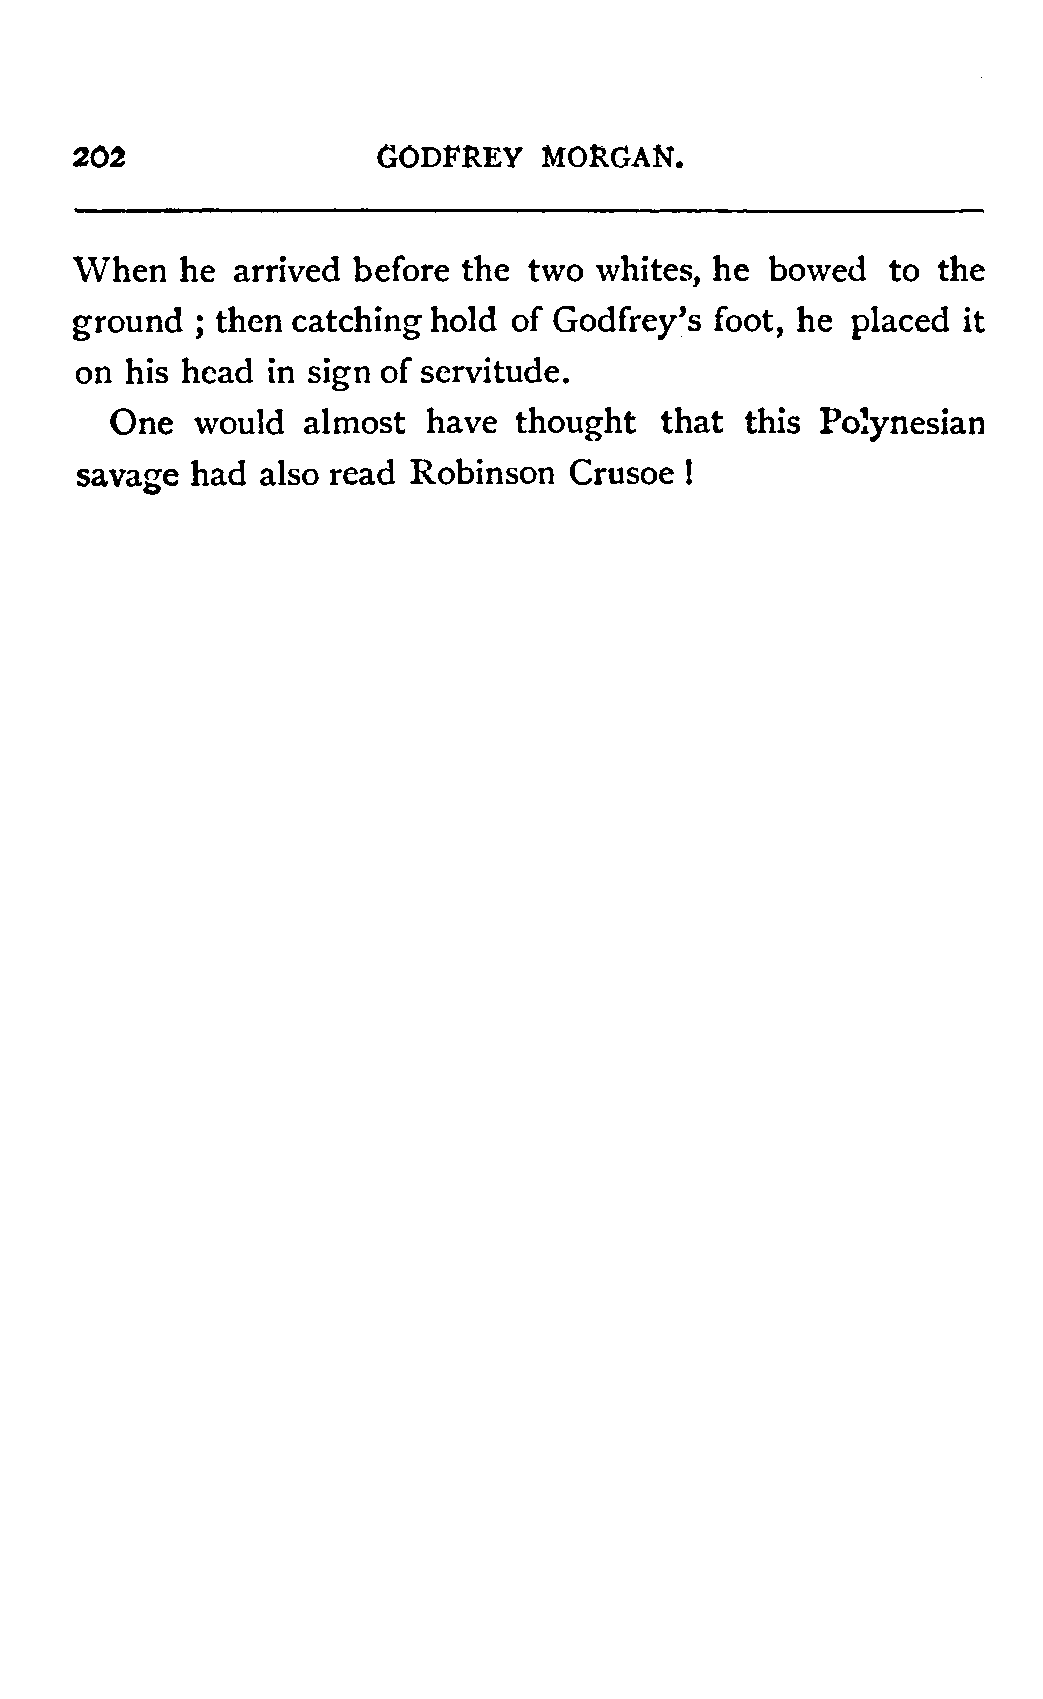 202 GODFREY MORGAN.
When he arrived before the two whites, he bowed to the
ground ; then catching hold of Godfrey's foot, he placed it
on his head in sign of servitude.
One would almost have thought that this Polynesian
savage had also read Robinson Crusoe !